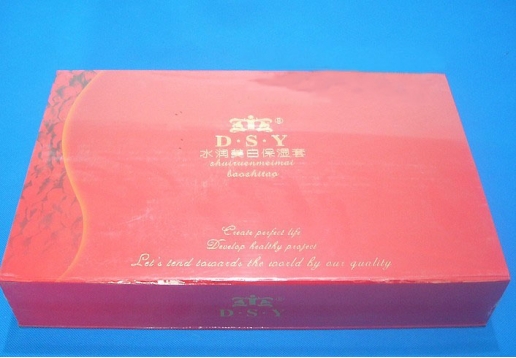 D·S·Y
水润美白保湿套
shuirunmeimai
baoshitao
Create perfect life
Develop healthy project
Let's tend towards the world by our quality
D·S·Y